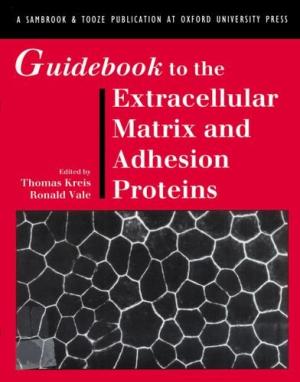 A SAMBROOK & TOOZE PUBLICATION AT OXFORD UNIVERSITY PRESS
Guidebook to the
Extracellular
Matrix and
Adhesion
Proteins
Edited by
Thomas Kreis
Ronald Vale